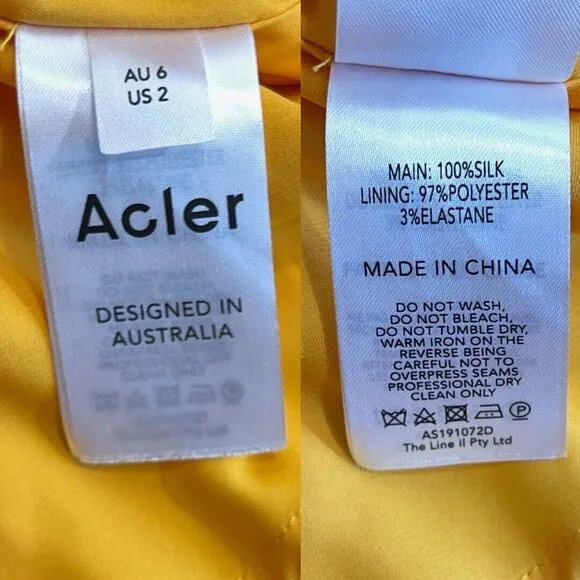 AU 6
US 2
Acler
DESIGNED IN
AUSTRALIA
MAIN: 100%SILK
LINING: 97%POLYESTER
3%ELASTANE
MADE IN CHINA
DO NOT WASH,
DO NOT BLEACH,
DO NOT TUMBLE DRY,
WARM IRON ON THE
REVERSE BEING
CAREFUL NOT TO
OVERPRESS SEAMS
PROFESSIONAL DRY
CLEAN ONLY
P
AS191072D
The Line II Pty Ltd